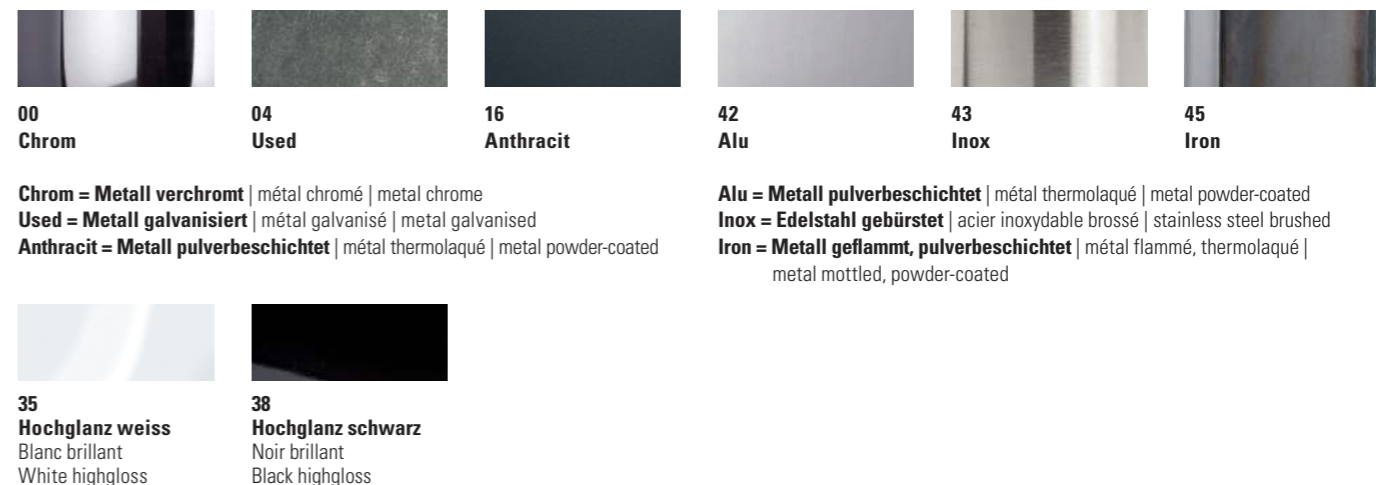 00
Chrom
04
Used
16
Anthracit
42
Alu
43
Inox
45
Iron
Chrom = Metall verchromt | métal chromé | metal chrome
Used = Metall galvanisiert | métal galvanisé | metal galvanised
Anthracit = Metall pulverbeschichtet | métal thermolaqué | metal powder-coated
Alu = Metall pulverbeschichtet | métal thermolaqué | metal powder-coated
Inox = Edelstahl gebürstet | acier inoxydable brossé | stainless steel brushed
Iron = Metall geflammt, pulverbeschichtet | métal flammé, thermolaqué |
metal mottled, powder-coated
35
Hochglanz weiss
Blanc brillant
White highgloss
38
Hochglanz schwarz
Noir brillant
Black highgloss